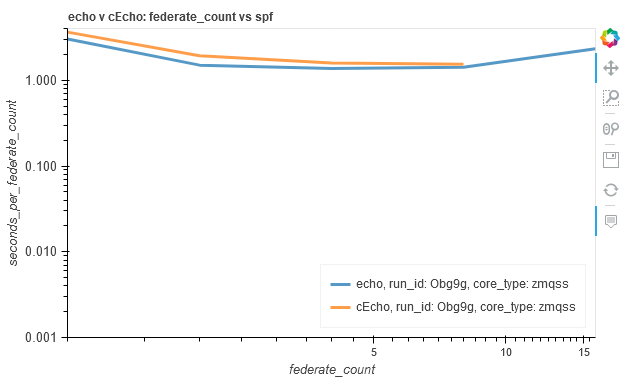 echo v cEcho: federate_count vs spf
1.000
0.100
0.010
0.001
seconds_per_federate_count
echo, run_id: Obg9g, core_type: zmqss
cEcho, run_id: Obg9g, core_type: zmqss
5
10
15
federate_count